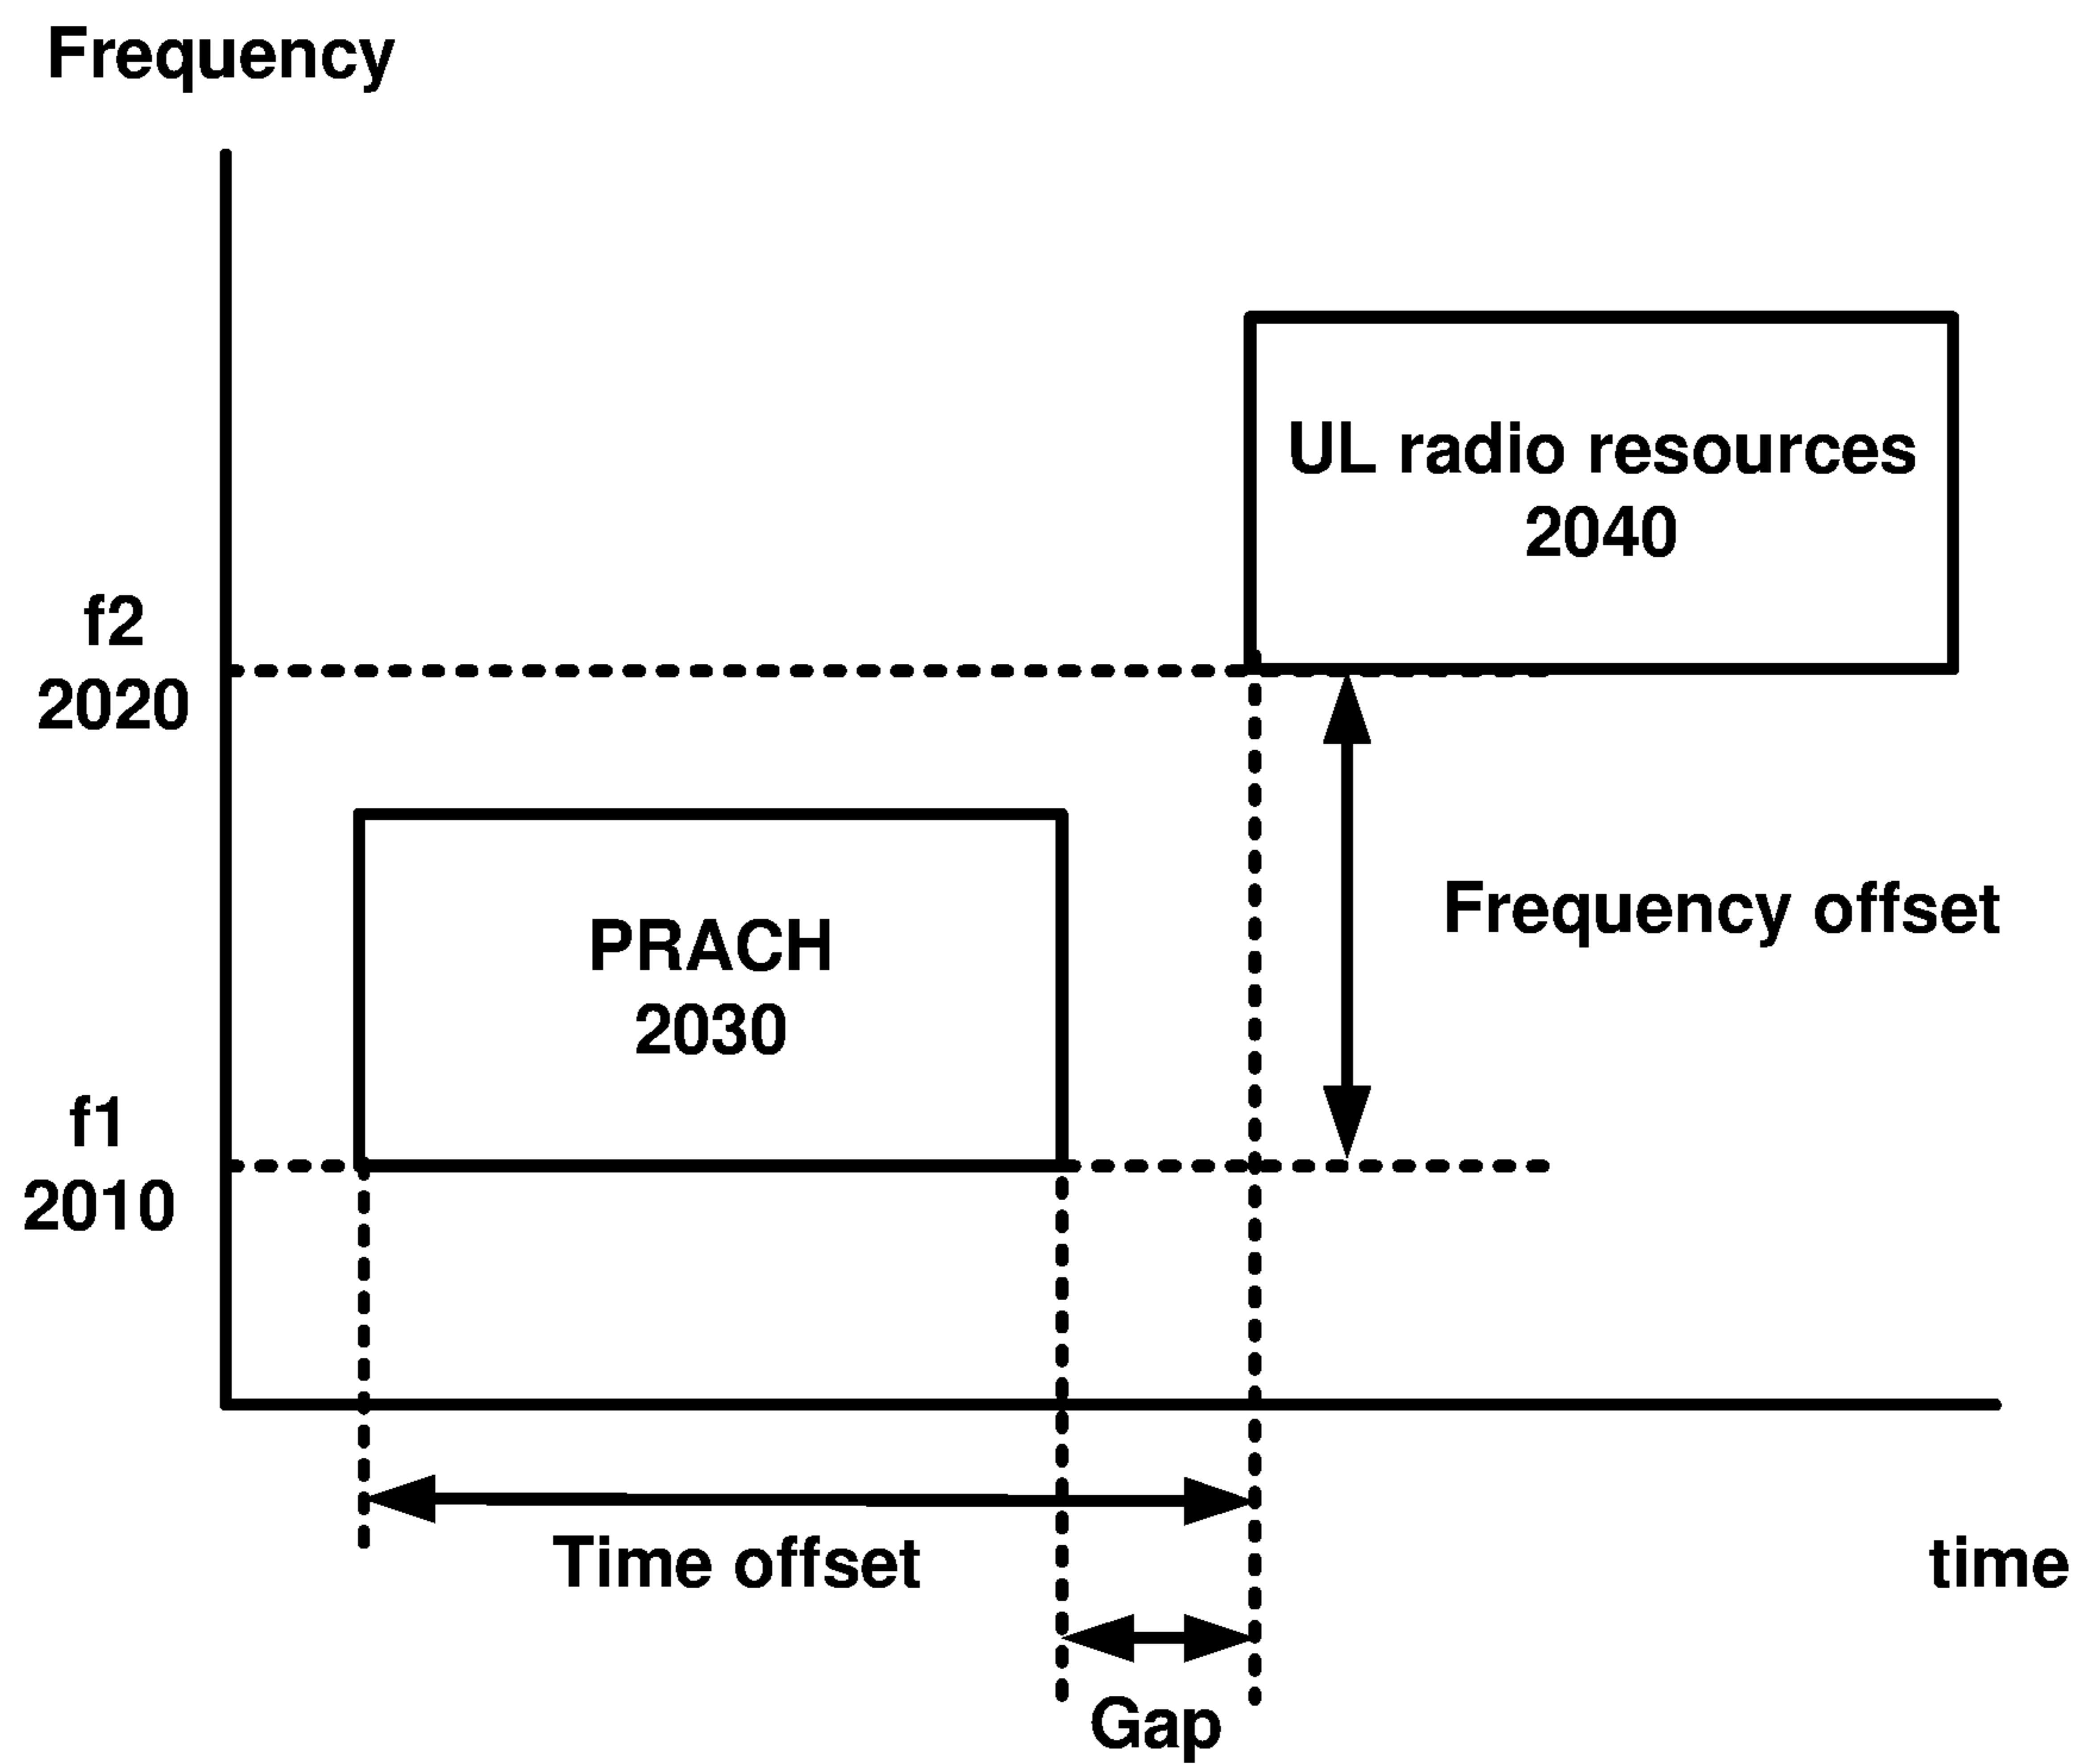 Frequency
UL radio resources
2040
f2
2020
Frequency offset
PRACH
2030
f1
2010
Time offset
time
Gap